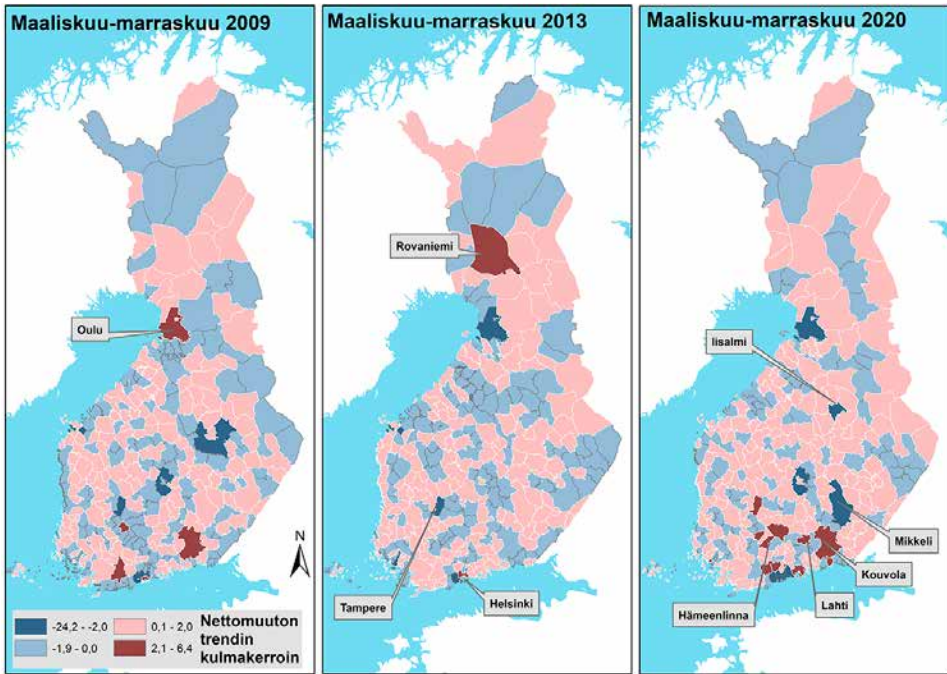 Maaliskuu-marraskuu 2009
Maaliskuu-marraskuu 2013
Maaliskuu-marraskuu 2020
Rovaniemi
Oulu
Iisalmi
N
Mikkeli
Kouvola
Tampere
Helsinki
Lahti
Hämeenlinna
-24,2 - -2,0
0,1 - 2,0
-1,9 - 0,0
2,1 - 6,4
Nettomuuton
trendin
kulmakerroin